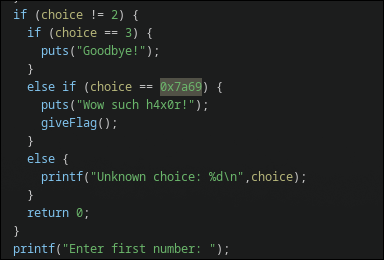 if (choice != 2) {
if (choice == 3) {
puts("Goodbye!");
}
else if (choice == 0x7a69) {
puts("Wow such h4x0r!");
giveFlag();
}
else {
printf("Unknown choice: %d\n",choice);
}
return 0;
}
printf("Enter first number: ");